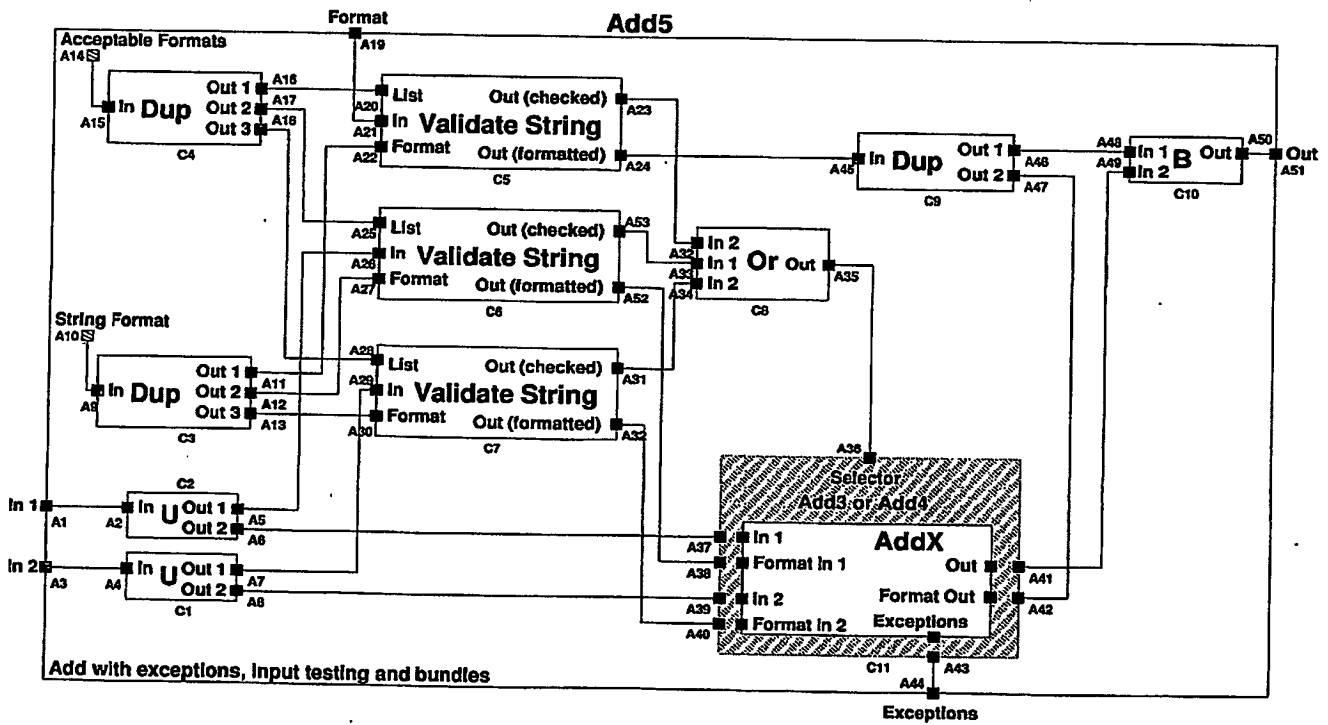 Format
Add5
A19
Acceptable Formats
A14
In Dup Out 1
Out 2
Out 3
A15
A16
A17
A18
C4
List Out (checked)
In Validate String
Format Out (formatted)
A20
A21
A22
A23
A24
C5
In Dup Out 1
Out 2
A45
A46
A47
C9
A48
A49
In 1 B Out
In 2
C10
A50
Out
A51
List Out (checked)
In Validate String
Format Out (formatted)
A25
A26
A27
A53
A52
C6
In 2
In 1 Or Out
In 2
A32
A33
A34
A35
C8
String Format
A10
In Dup Out 1
Out 2
Out 3
A9
A11
A12
A13
C3
List Out (checked)
In Validate String
Format Out (formatted)
A28
A29
A30
A31
A32
C7
C2
In 1
A1
A2
In U Out 1
Out 2
A5
A6
In 2
A3
A4
In U Out 1
Out 2
A7
A8
C1
A36
Selector
Add3 or Add4
AddX
In 1
Format In 1
In 2
Format In 2
Out
Format Out
Exceptions
A37
A38
A39
A40
A41
A42
C11
A43
A44
Exceptions
Add with exceptions, input testing and bundles